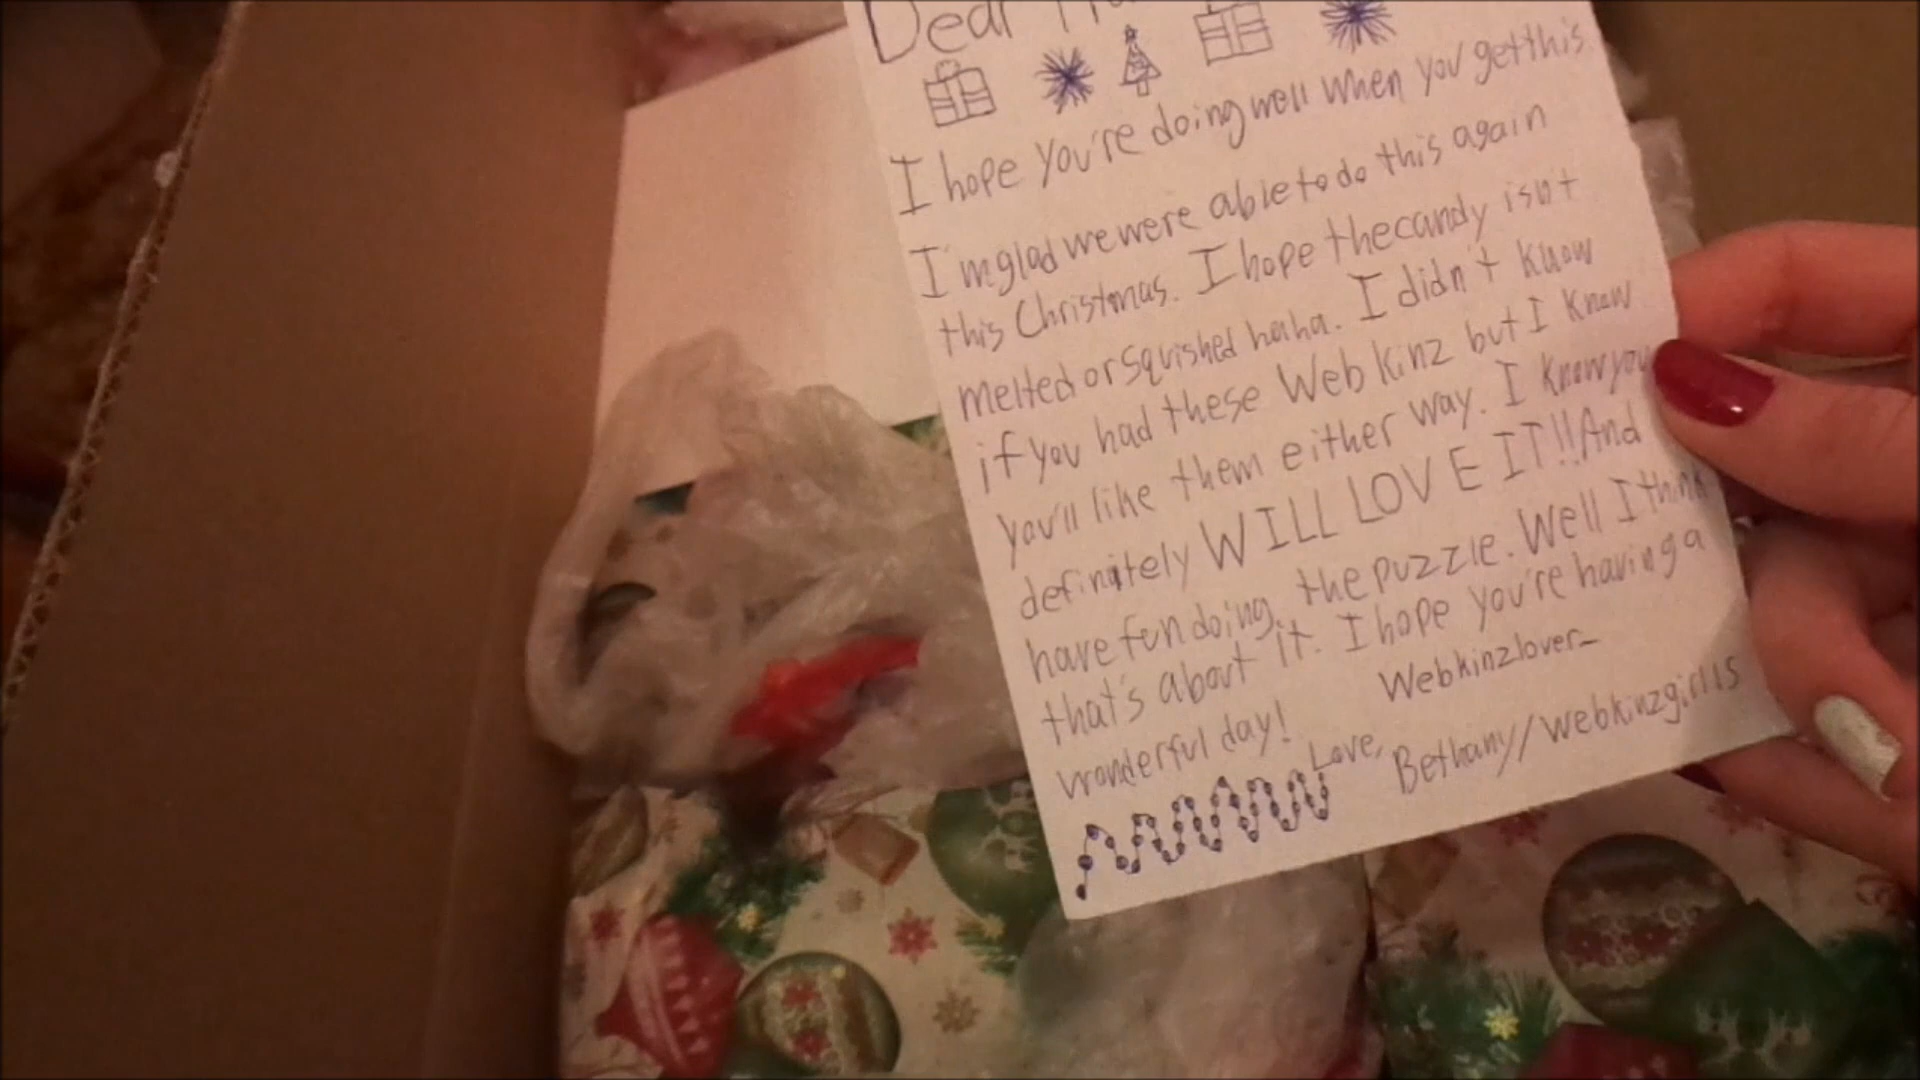 Dear
I hope you're doing well when you get this
I'm glad we were able to do this again
this Christmas. I hope the candy isn't
melted or squished haha. I didn't know
if you had these Webkinz but I know
you'll like them either way. I know you
definitely WILL LOVE IT!! And
have fun doing the puzzle. Well I think
that's about it. I hope you're having a
wonderful day!
Love,
Webkinzlover_
Bethany/webkinzgirl15